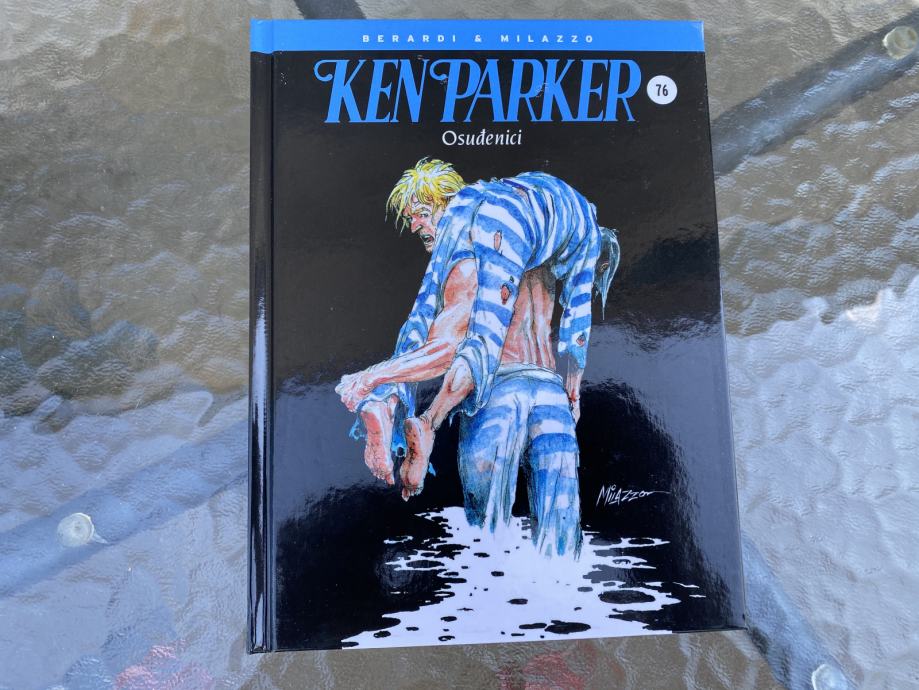 BERARDI & MILAZZO
KEN PARKER 76
Osuđenici
Milazzo